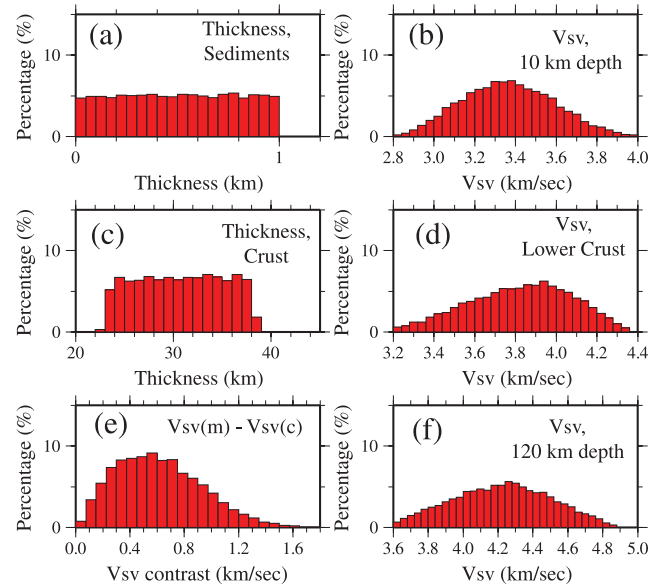 (a)
Thickness,
Sediments
Percentage (%)
10
0
0
1
Thickness (km)
(b)
Vsv,
10 km depth
Percentage (%)
10
0
2.8 3.0 3.2 3.4 3.6 3.8 4.0
Vsv (km/sec)
(c)
Thickness,
Crust
Percentage (%)
10
0
20 30 40
Thickness (km)
(d)
Vsv,
Lower Crust
Percentage (%)
10
0
3.2 3.4 3.6 3.8 4.0 4.2 4.4
Vsv (km/sec)
(e)
Vsv(m) - Vsv(c)
Percentage (%)
10
0
0.0 0.4 0.8 1.2 1.6
Vsv contrast (km/sec)
(f)
Vsv,
120 km depth
Percentage (%)
10
0
3.6 3.8 4.0 4.2 4.4 4.6 4.8 5.0
Vsv (km/sec)